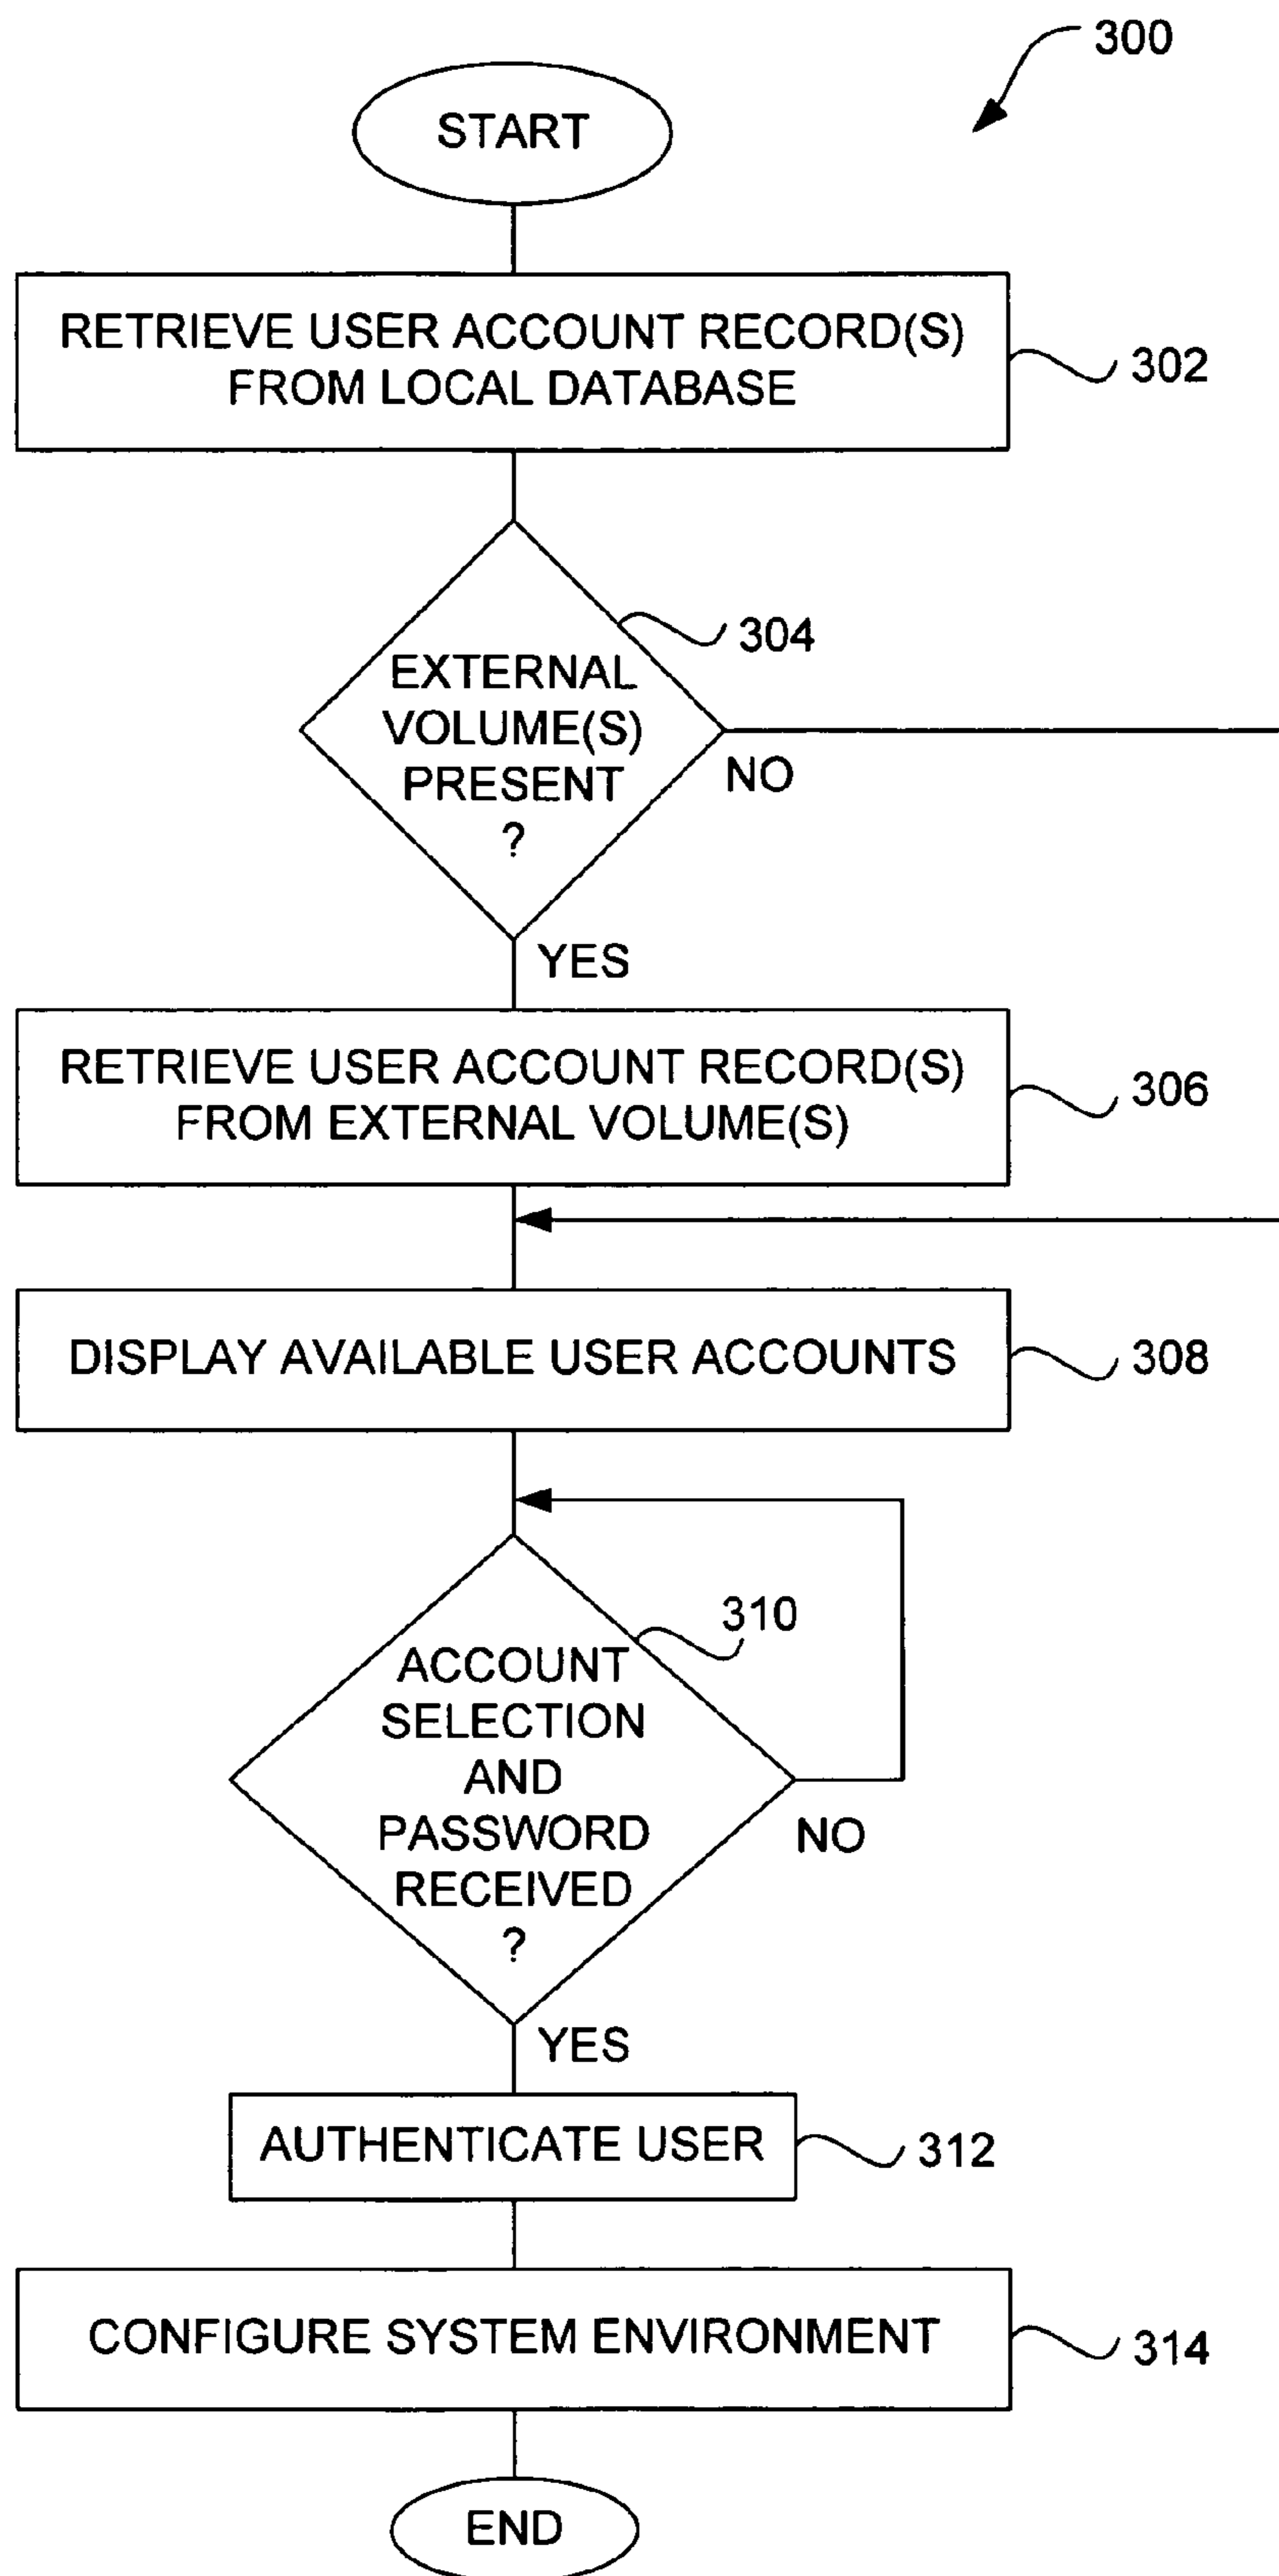 300
START
RETRIEVE USER ACCOUNT RECORD(S)
FROM LOCAL DATABASE
302
304
EXTERNAL
VOLUME(S)
PRESENT
?
NO
YES
RETRIEVE USER ACCOUNT RECORD(S)
FROM EXTERNAL VOLUME(S)
306
DISPLAY AVAILABLE USER ACCOUNTS
308
310
ACCOUNT
SELECTION
AND
PASSWORD
RECEIVED
?
NO
YES
AUTHENTICATE USER
312
CONFIGURE SYSTEM ENVIRONMENT
314
END